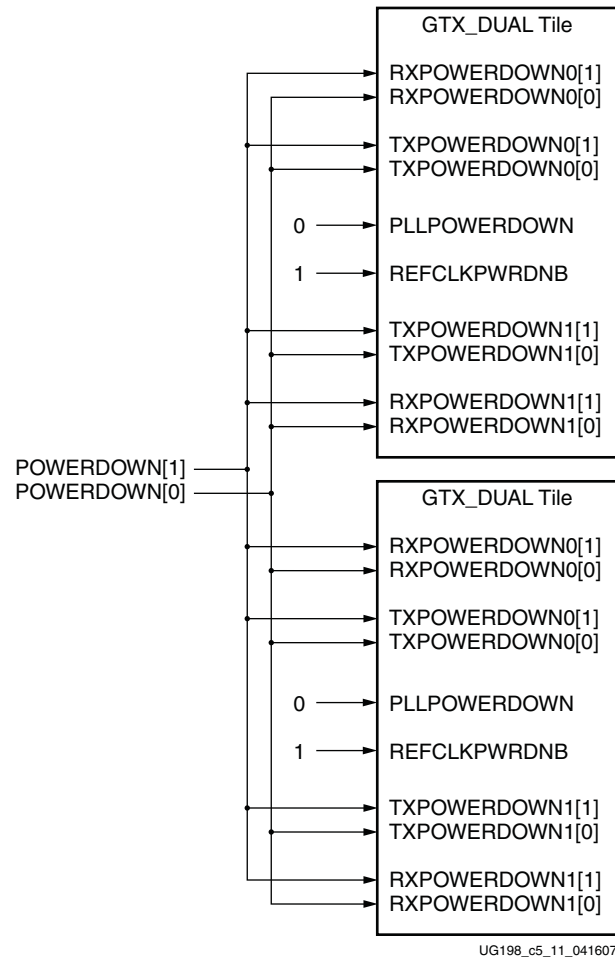 GTX_DUAL Tile
RXPOWERDOWN0[1]
RXPOWERDOWN0[0]
TXPOWERDOWN0[1]
TXPOWERDOWN0[0]
0 PLLPOWERDOWN
1 REFCLKPWRDNB
TXPOWERDOWN1[1]
TXPOWERDOWN1[0]
RXPOWERDOWN1[1]
RXPOWERDOWN1[0]
POWERDOWN[1]
POWERDOWN[0]
GTX_DUAL Tile
RXPOWERDOWN0[1]
RXPOWERDOWN0[0]
TXPOWERDOWN0[1]
TXPOWERDOWN0[0]
0 PLLPOWERDOWN
1 REFCLKPWRDNB
TXPOWERDOWN1[1]
TXPOWERDOWN1[0]
RXPOWERDOWN1[1]
RXPOWERDOWN1[0]
UG198_c5_11_041607